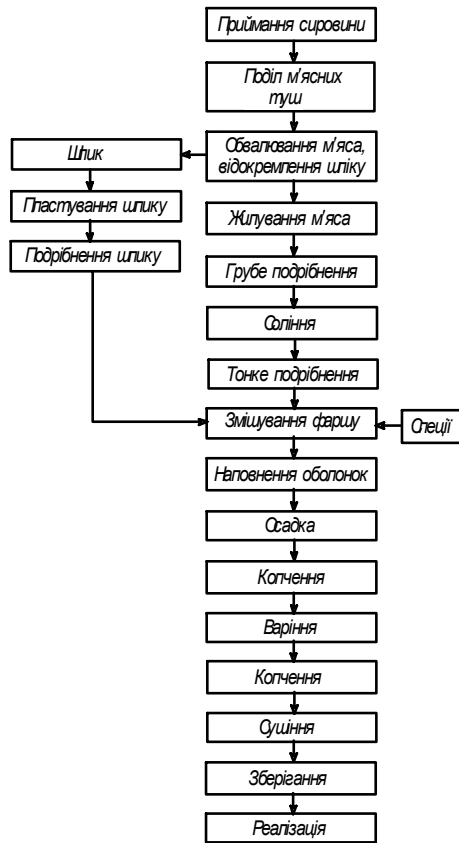 Приймання сировини
Поділ м'ясних
туш
Обвалювання м'яса,
відокремлення шпіку
Шпик
Пластування шпику
Подрібнення шпику
Жилування м'яса
Грубе подрібнення
Соління
Тонке подрібнення
Змішування фаршу
Спеції
Наповнення оболонок
Осадка
Копчення
Варіння
Копчення
Сушіння
Зберігання
Реалізація